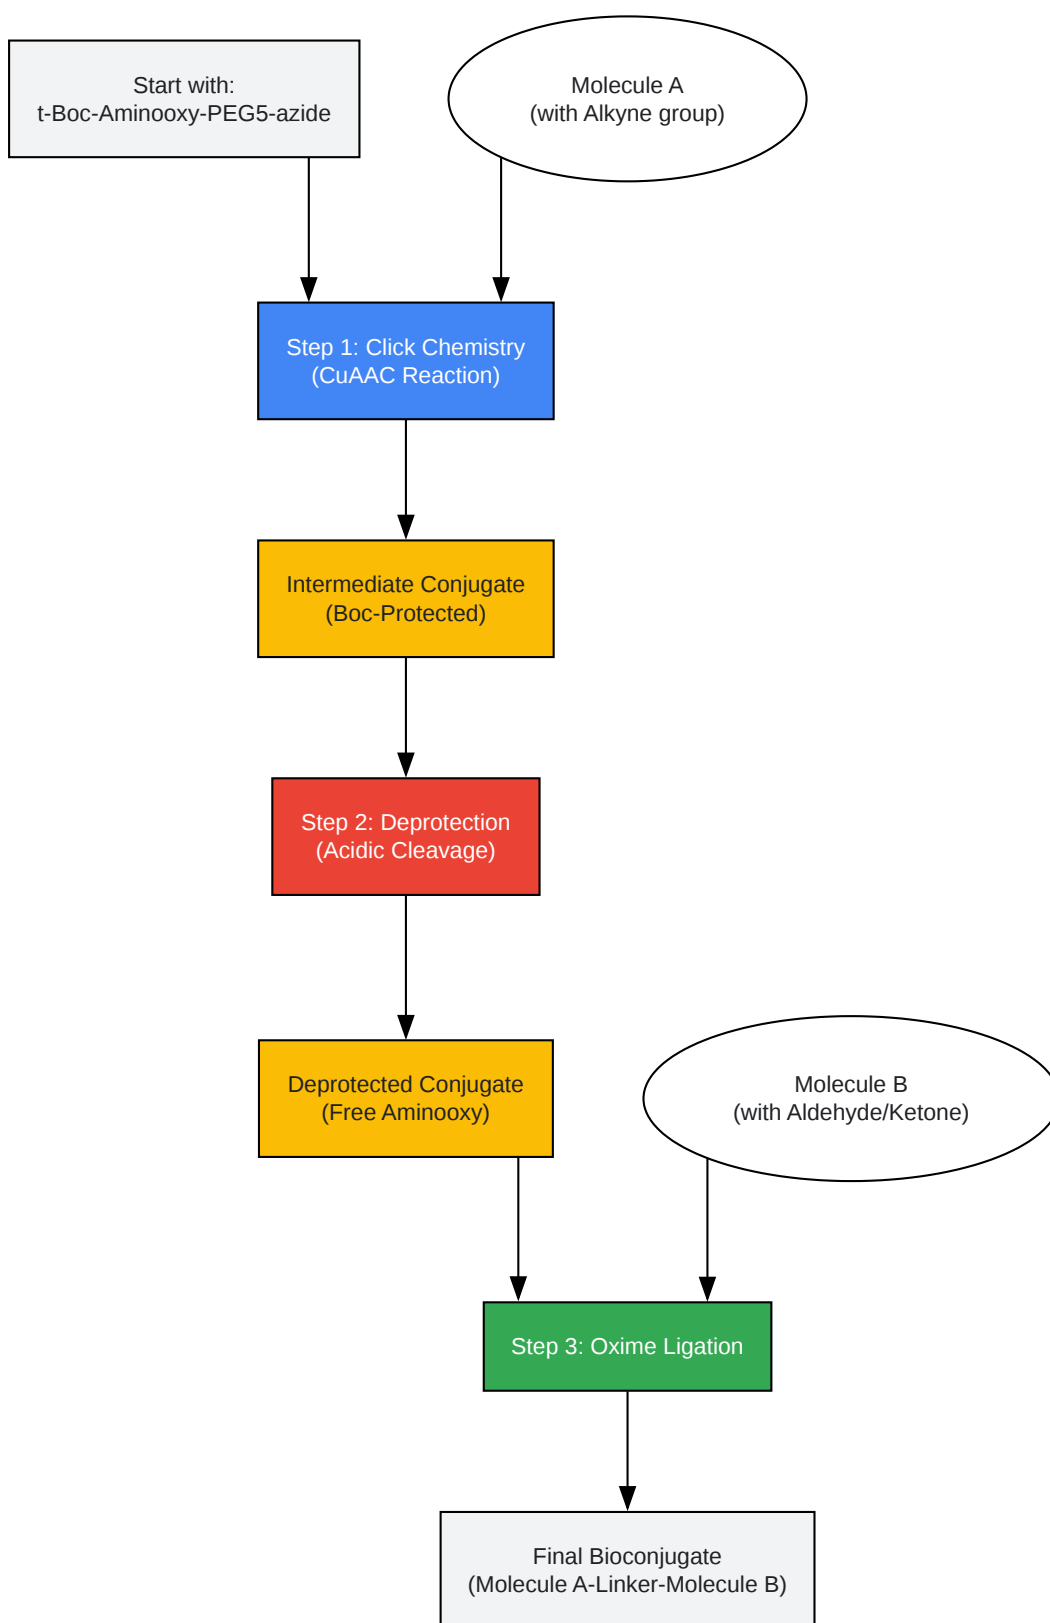 Start with:
t-Boc-Aminooxy-PEG5-azide
Molecule A
(with Alkyne group)
Step 1: Click Chemistry
(CuAAC Reaction)
Intermediate Conjugate
(Boc-Protected)
Step 2: Deprotection
(Acidic Cleavage)
Deprotected Conjugate
(Free Aminooxy)
Molecule B
(with Aldehyde/Ketone)
Step 3: Oxime Ligation
Final Bioconjugate
(Molecule A-Linker-Molecule B)